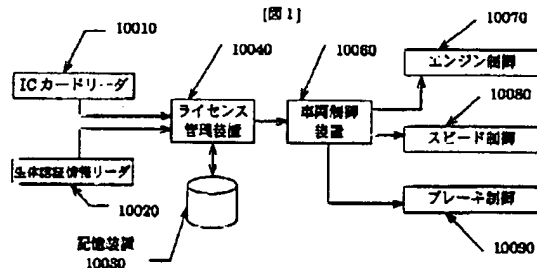 [図1]
10010
10040
10060
10070
ICカードリーダ
ライセンス
管理装置
車両制御
装置
エンジン制御
10080
スピード制御
生体認証情報リーダ
10020
記憶装置
10030
ブレーキ制御
10090